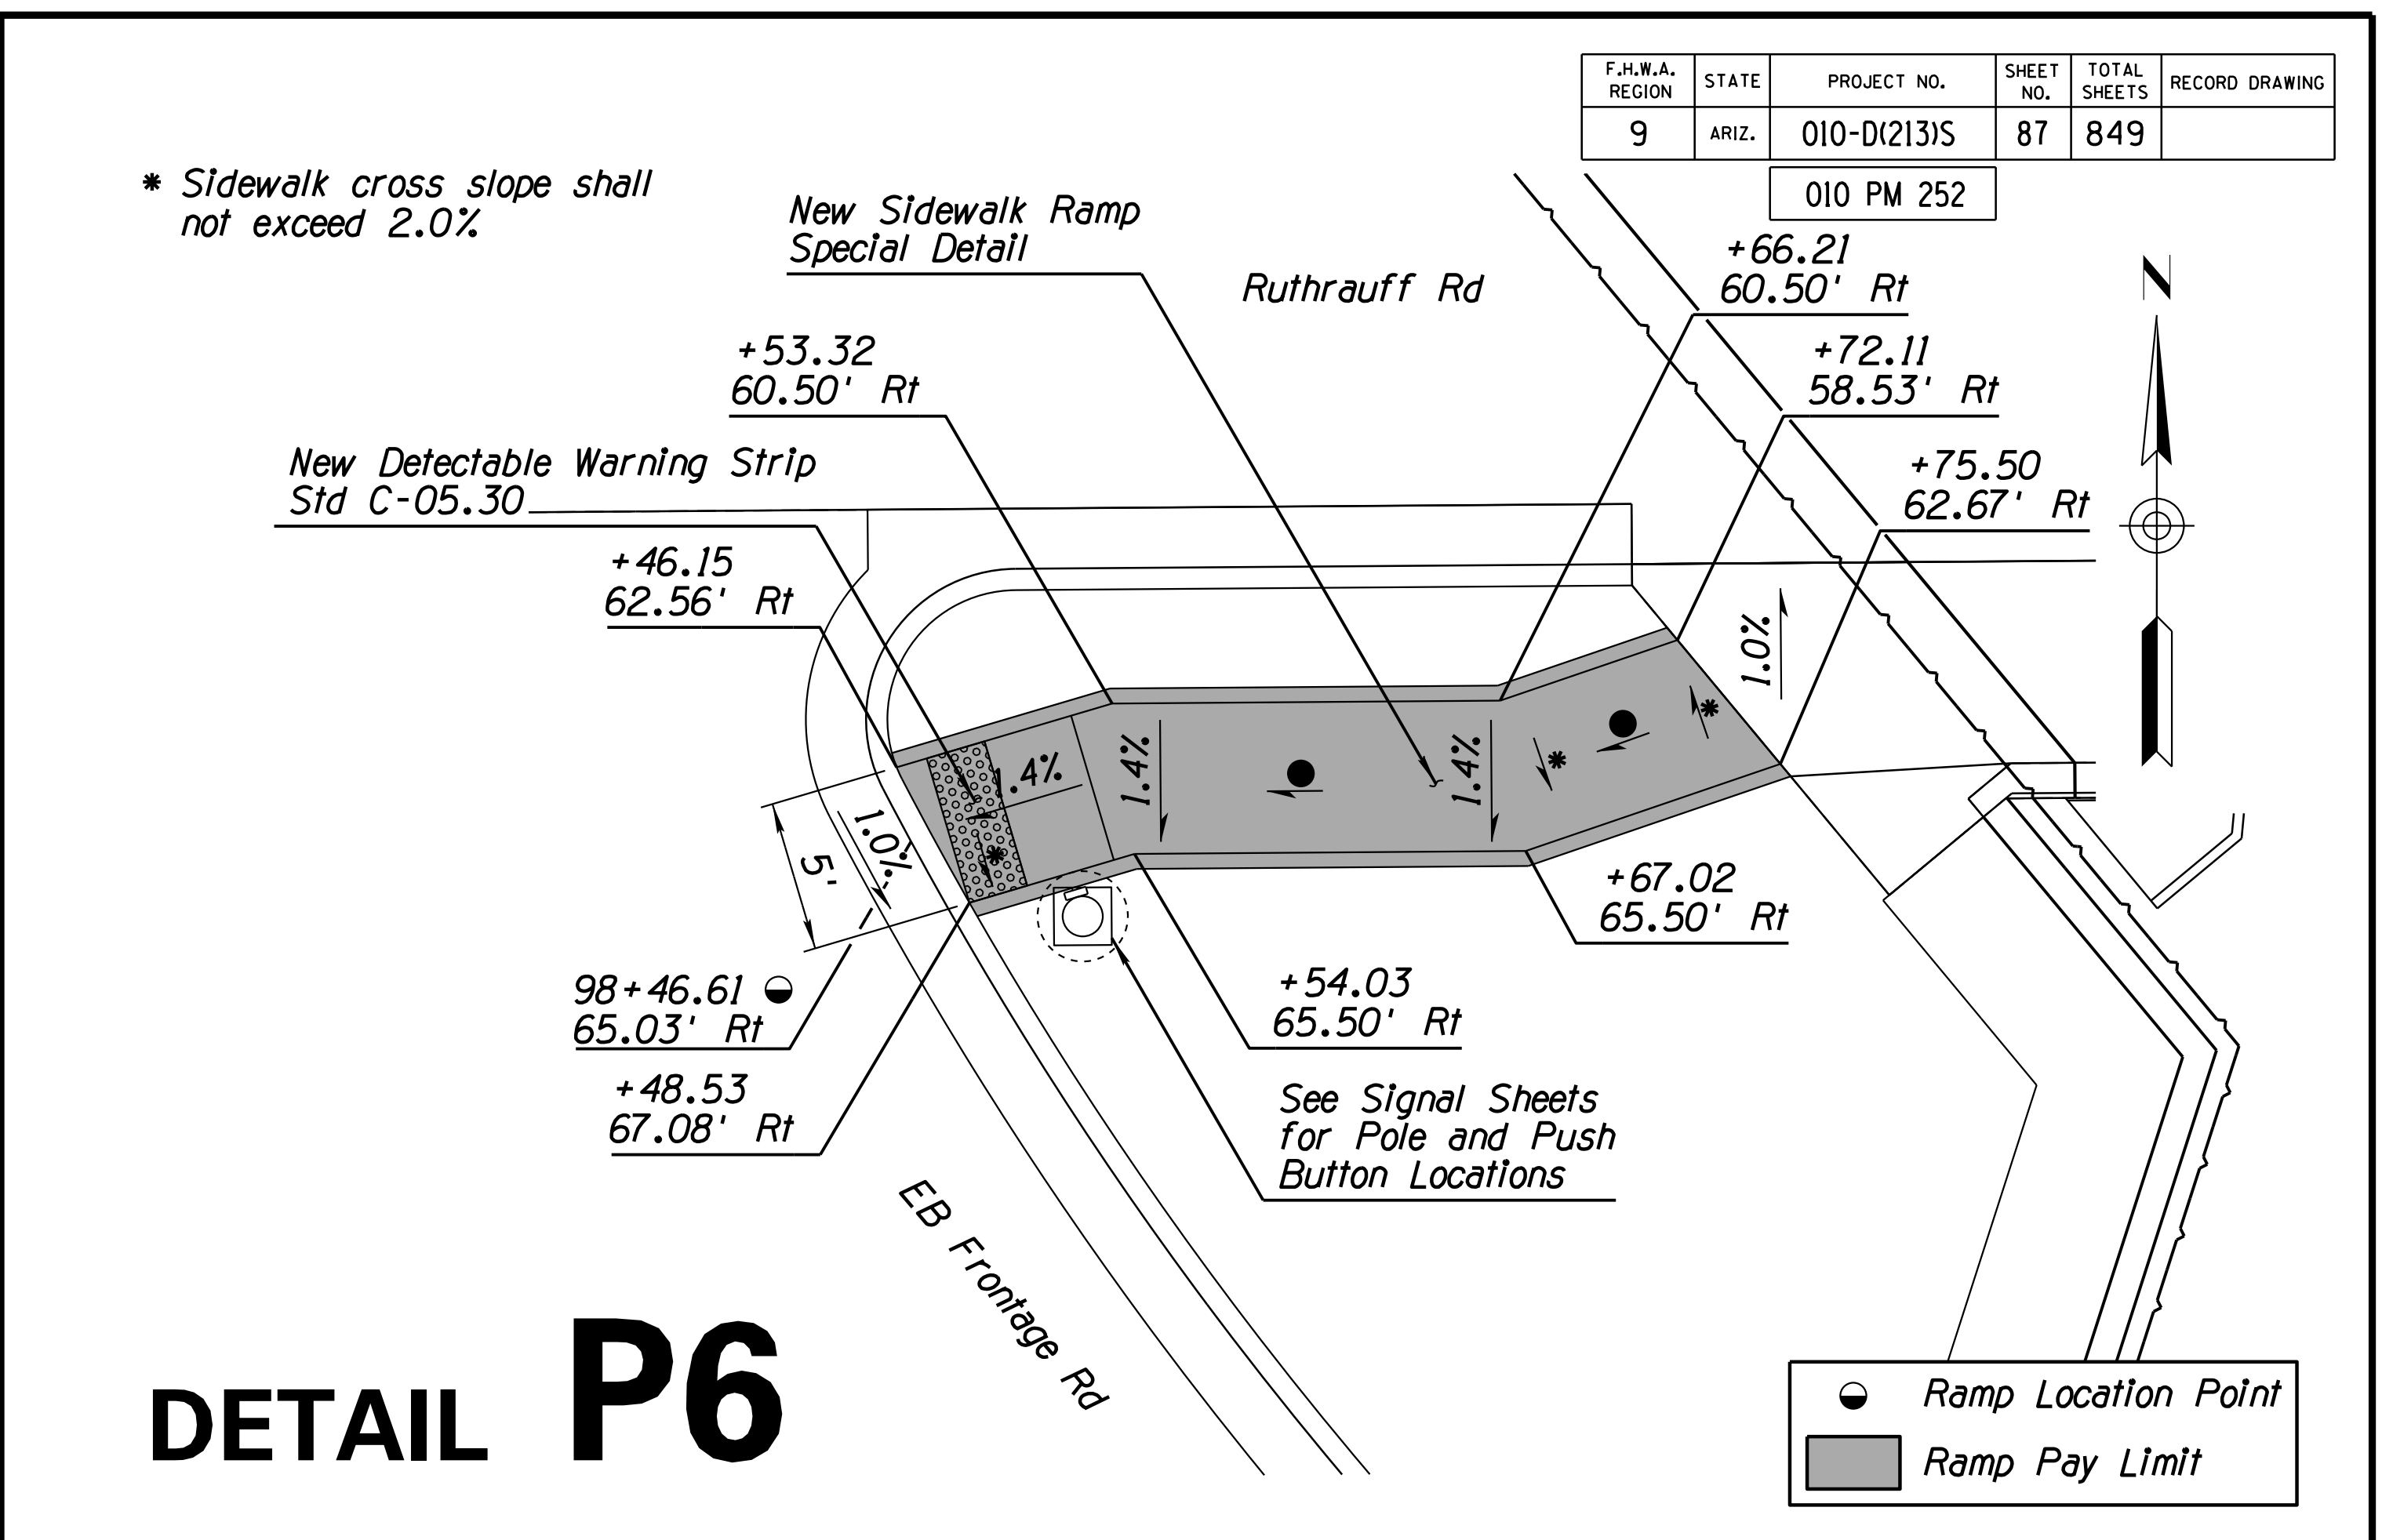 F.H.W.A. REGION STATE PROJECT NO. SHEET NO. TOTAL SHEETS RECORD DRAWING
9 ARIZ. 010-D(213)S 87 849
010 PM 252
* Sidewalk cross slope shall
not exceed 2.0%
New Sidewalk Ramp
Special Detail
Ruthrauff Rd
N
+66.21
60.50' Rt
+53.32
60.50' Rt
+72.11
58.53' Rt
New Detectable Warning Strip
Std C-05.30
+75.50
62.67' Rt
+46.15
62.56' Rt
1.0%
*
1.4%
1.4%
1.4%
*
*
1.0%
5'
+67.02
65.50' Rt
98+46.61
65.03' Rt
+54.03
65.50' Rt
+48.53
67.08' Rt
See Signal Sheets
for Pole and Push
Button Locations
EB Frontage Rd
DETAIL P6
Ramp Location Point
Ramp Pay Limit